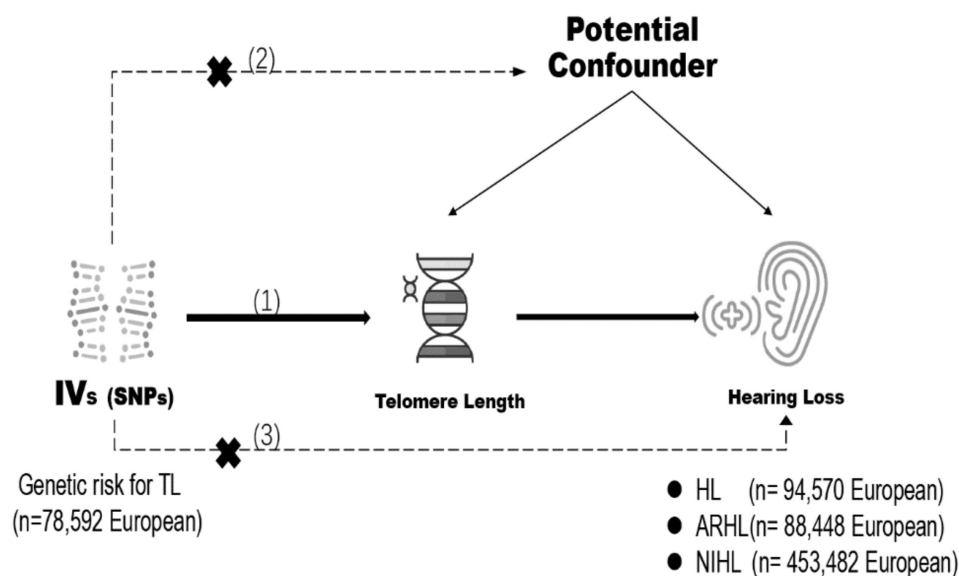 (2)
Potential
Confounder
(1)
IVs (SNPs)
Telomere Length
Hearing Loss
(3)
Genetic risk for TL
(n=78,592 European)
● HL (n= 94,570 European)
● ARHL(n= 88,448 European)
● NIHL (n= 453,482 European)